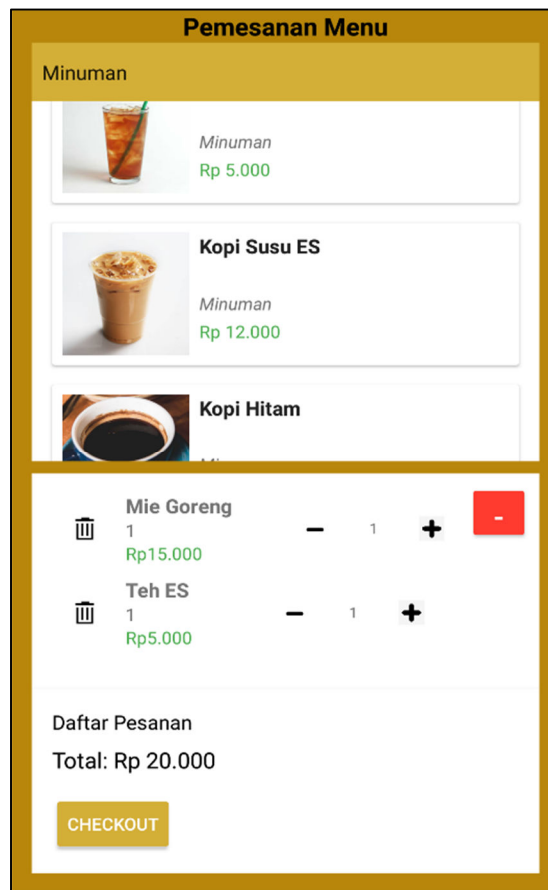 Pemesanan Menu
Minuman
Minuman
Rp 5.000
Kopi Susu ES
Minuman
Rp 12.000
Kopi Hitam
Mie Goreng
1
Rp15.000
1
-
Teh ES
1
Rp5.000
1
Daftar Pesanan
Total: Rp 20.000
CHECKOUT